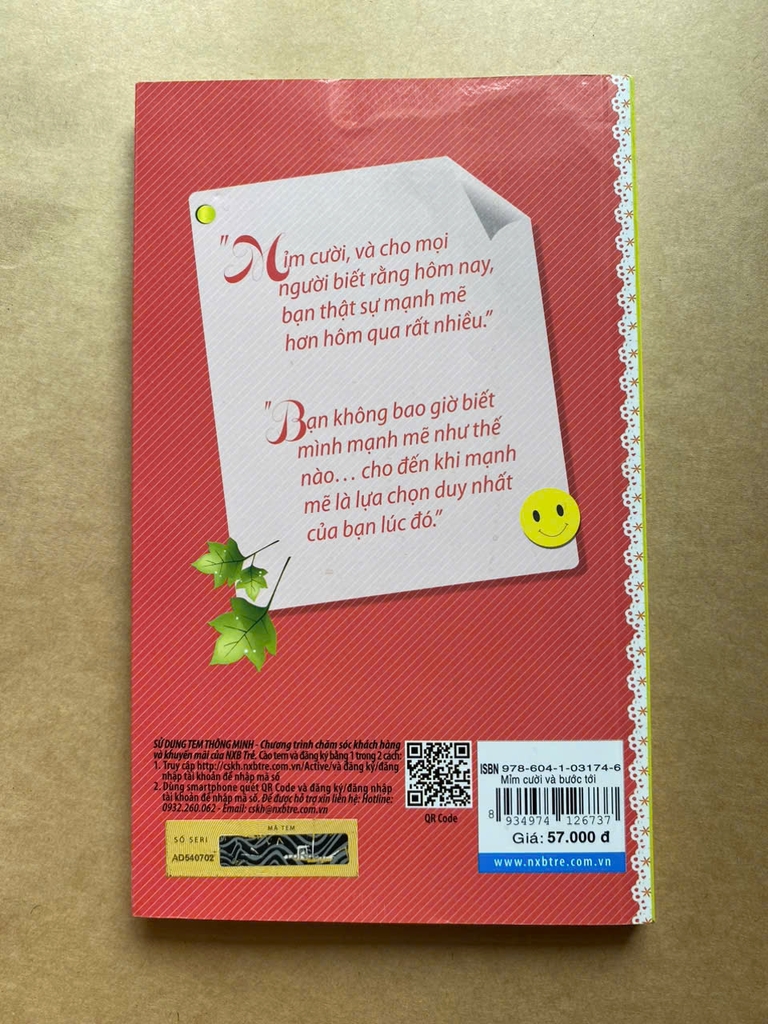 "Mỉm cười, và cho mọi
người biết rằng hôm nay,
bạn thật sự mạnh mẽ
hơn hôm qua rất nhiều."
"Bạn không bao giờ biết
mình mạnh mẽ như thế
nào... cho đến khi mạnh
mẽ là lựa chọn duy nhất
của bạn lúc đó."
SỬ DỤNG TEM THÔNG MINH - Chương trình chăm sóc khách hàng
và khuyến mãi của NXB Trẻ. Cào tem và đăng ký bằng 1 trong 2 cách:
1. Truy cập http://cskh.nxbtre.com.vn/Active/và đăng ký/đăng
nhập tài khoản để nhập mã số
2. Dùng smartphone quét QR Code và đăng ký/đăng nhập
tài khoản để nhập mã số. Để được hỗ trợ xin liên hệ: Hotline:
0932.260.062 - Email: cskh@nxbtre.com.vn
QR Code
MÃ TEM
SỐ SERI
AD540702
ISBN 978-604-1-03174-6
Mỉm cười và bước tới
8 934974 126737
Giá: 57.000 đ
www.nxbtre.com.vn